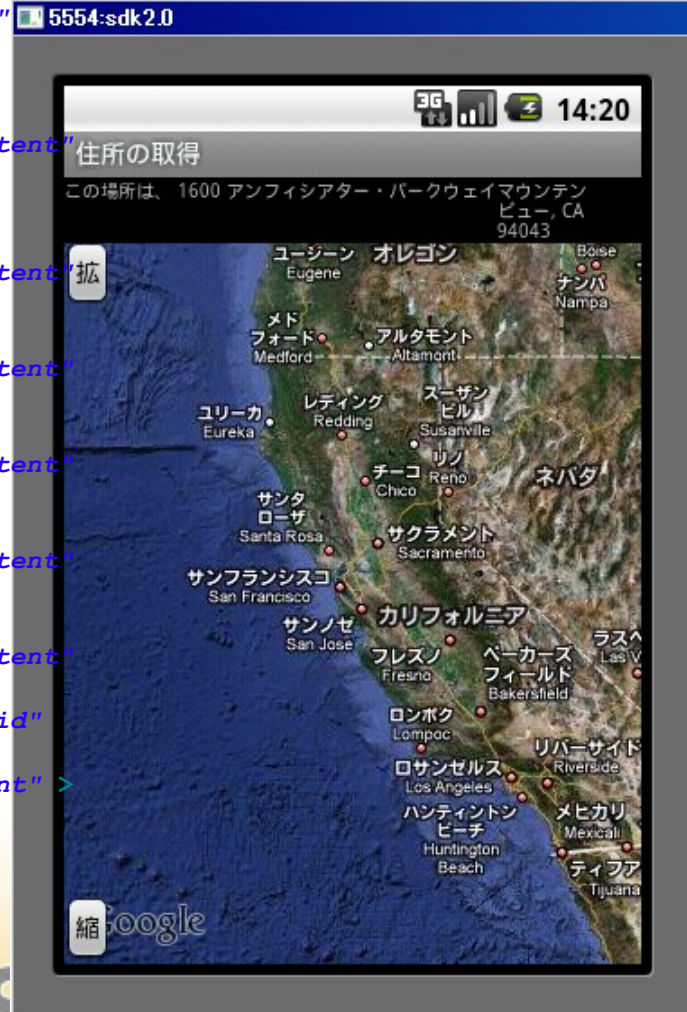 "
5554:sdk2.0
3G
14:20
tent"
住所の取得
この場所は、 1600 アンフィシアター・パークウェイマウンテン
ビュー, CA
94043
tent"
拡
ユージーン
Eugene
オレゴン
Boise
ナンパ
Nampa
メド
フォード
Medford
アルタモント
Altamont
tent"
ユリーカ
Eureka
レディング
Redding
スーザン
ビル
Susanville
tent"
チーコ
Chico
リノ
Reno
ネバダ
サンタ
ローザ
Santa Rosa
サクラメント
Sacramento
tent"
サンフランシスコ
San Francisco
サンノゼ
San Jose
カリフォルニア
tent"
フレズノ
Fresno
ベーカーズ
フィールド
Bakersfield
ラスベ
Las V
id"
ロンポク
Lompoc
リバーサイド
Riverside
nt" >
ロサンゼルス
Los Angeles
ハンティントン
ビーチ
Huntington
Beach
メヒカリ
Mexicali
ティフア
Tijuana
縮
Google